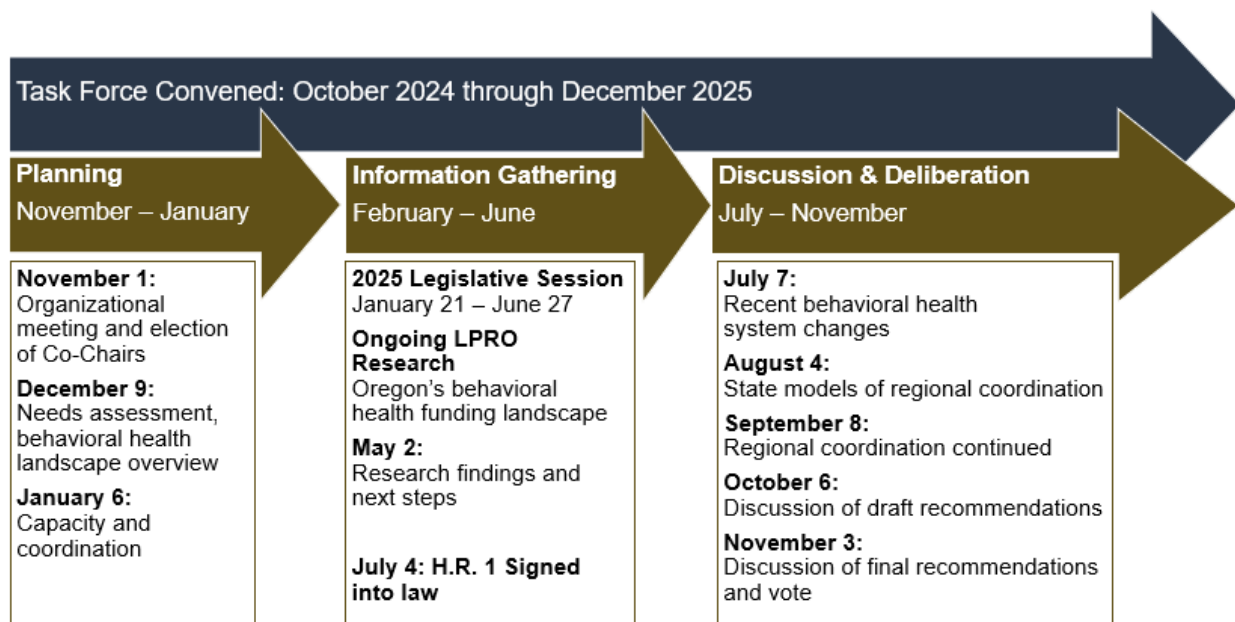 Task Force Convened: October 2024 through December 2025
Planning
November – January
November 1:
Organizational
meeting and election
of Co-Chairs
December 9:
Needs assessment,
behavioral health
landscape overview
January 6:
Capacity and
coordination
Information Gathering
February – June
2025 Legislative Session
January 21 – June 27
Ongoing LPRO
Research
Oregon’s behavioral
health funding landscape
May 2:
Research findings and
next steps
July 4: H.R. 1 Signed
into law
Discussion & Deliberation
July – November
July 7:
Recent behavioral health
system changes
August 4:
State models of regional coordination
September 8:
Regional coordination continued
October 6:
Discussion of draft recommendations
November 3:
Discussion of final recommendations
and vote